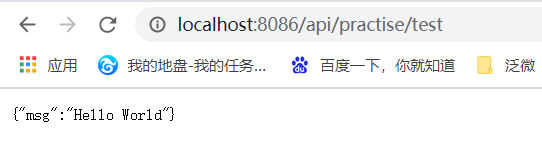 localhost:8086/api/practise/test
应用 我的地盘-我的任务... 百度一下，你就知道 泛微
{"msg":"Hello World"}